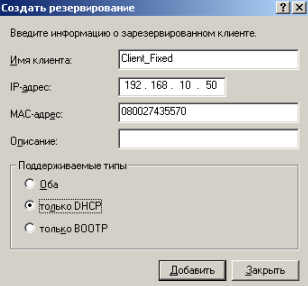 Создать резервирование
Введите информацию о зарезервированном клиенте.
Имя клиента: Client_Fixed
IP-адрес: 192 . 168 . 10 . 50
MAC-адрес: 080027435570
Описание:
Поддерживаемые типы
Оба
только DHCP
только BOOTP
Добавить Закрыть